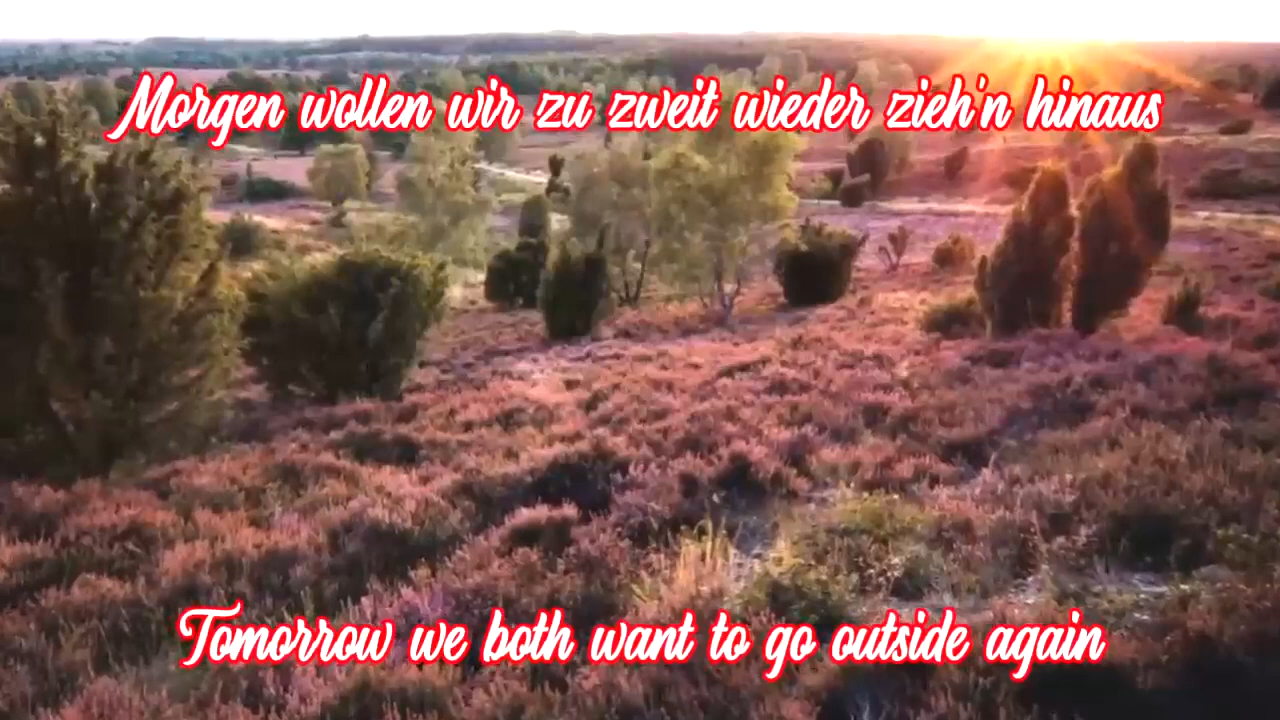 Morgen wollen wir zu zweit wieder zieh'n hinaus
Tomorrow we both want to go outside again